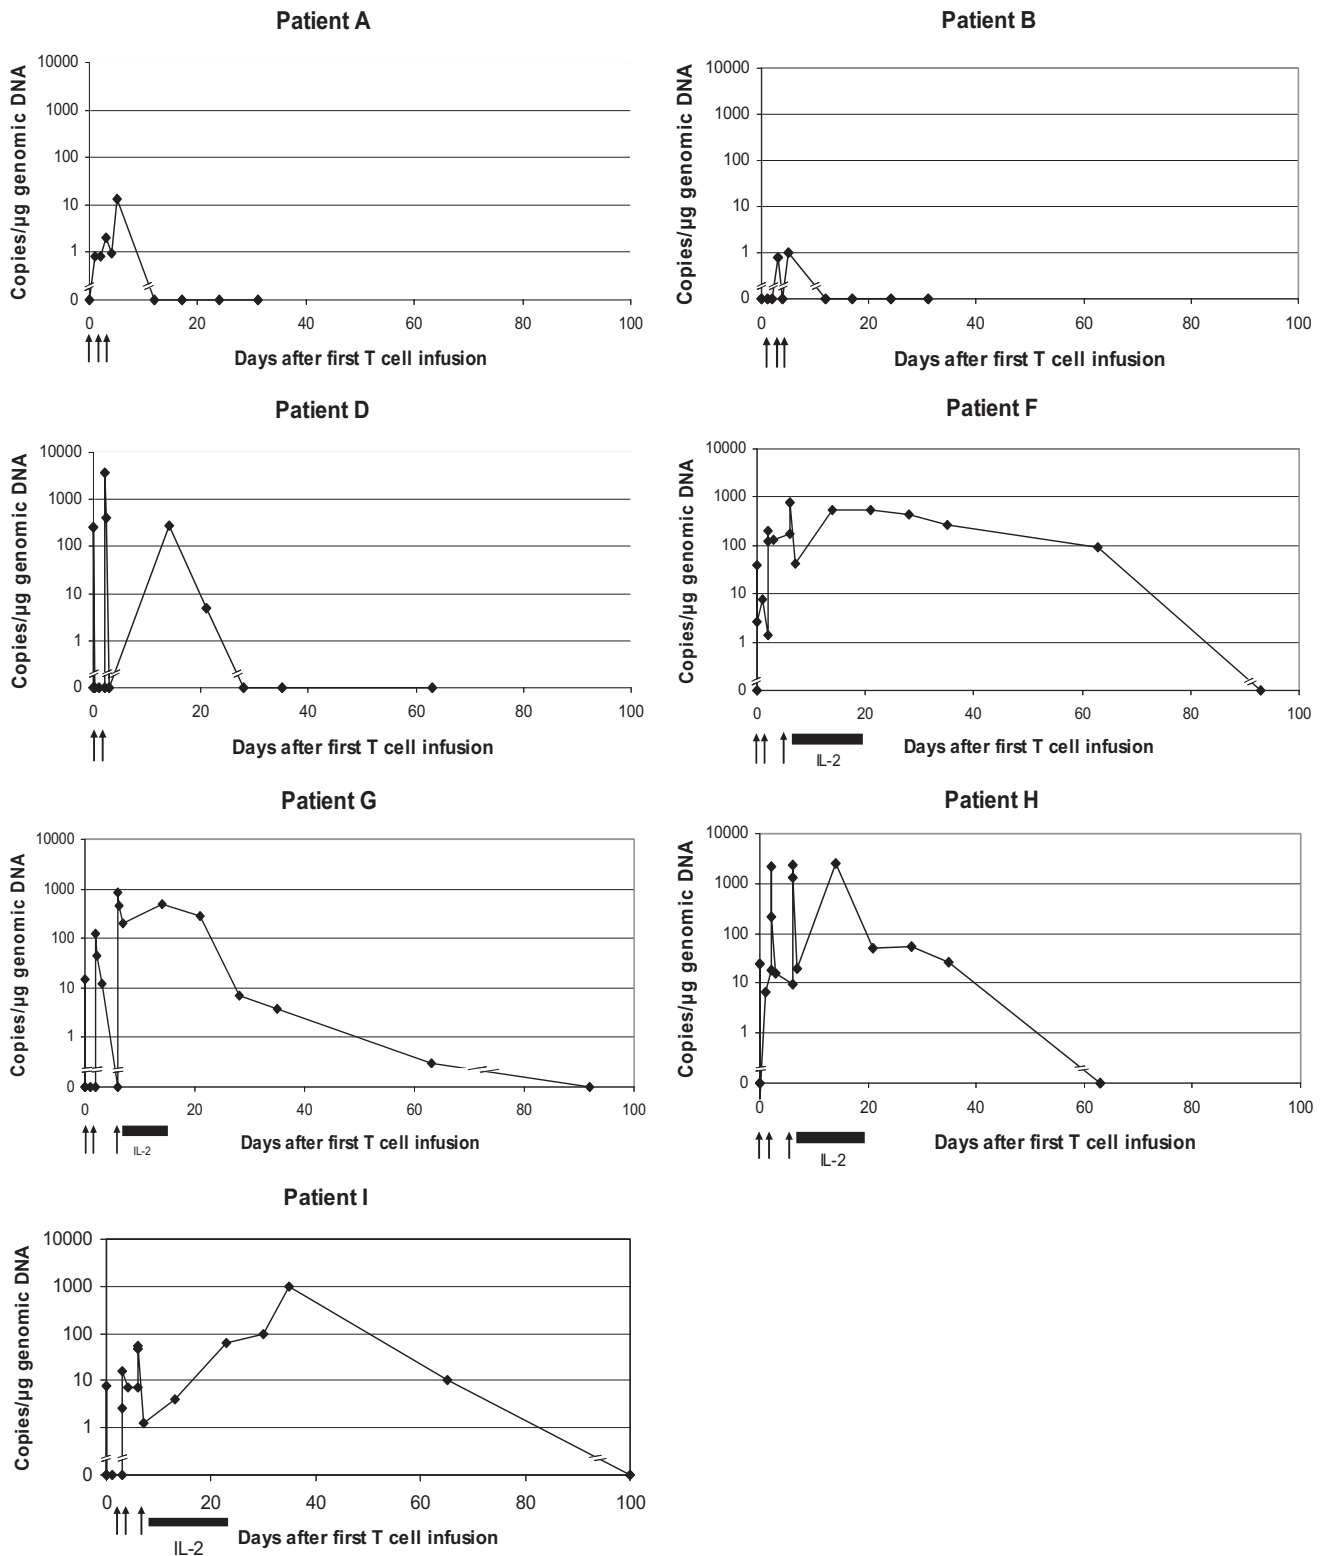 Patient A
Copies/µg genomic DNA
10000
1000
100
10
1
0
0 20 40 60 80 100
Days after first T cell infusion
Patient B
Copies/µg genomic DNA
10000
1000
100
10
1
0
0 20 40 60 80 100
Days after first T cell infusion
Patient D
Copies/µg genomic DNA
10000
1000
100
10
1
0
0 20 40 60 80 100
Days after first T cell infusion
Patient F
Copies/µg genomic DNA
10000
1000
100
10
1
0
0 20 40 60 80 100
IL-2
Days after first T cell infusion
Patient G
Copies/µg genomic DNA
10000
1000
100
10
1
0
0 20 40 60 80 100
IL-2
Days after first T cell infusion
Patient H
Copies/µg genomic DNA
10000
1000
100
10
1
0
0 20 40 60 80 100
IL-2
Days after first T cell infusion
Patient I
Copies/µg genomic DNA
10000
1000
100
10
1
0
0 20 40 60 80 100
IL-2
Days after first T cell infusion